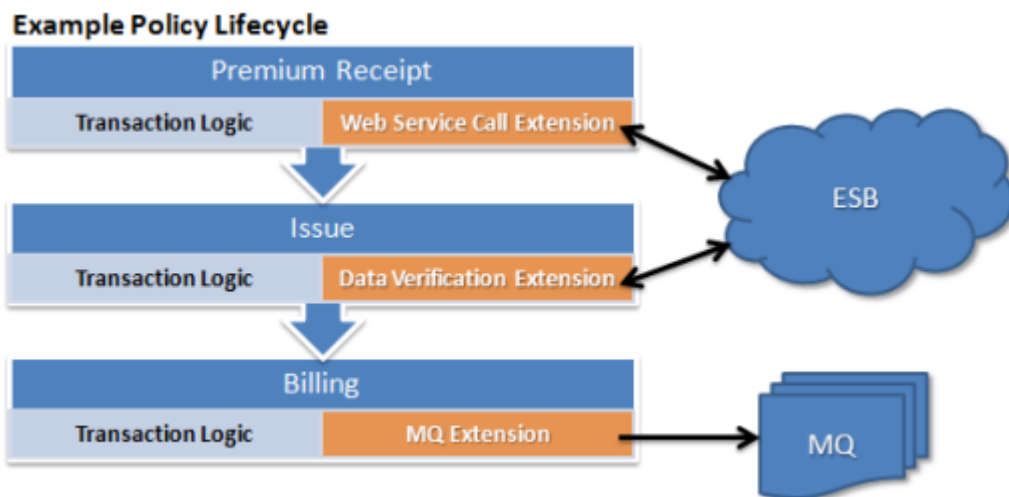 Example Policy Lifecycle
Premium Receipt
Transaction Logic
Web Service Call Extension
ESB
Issue
Transaction Logic
Data Verification Extension
Billing
Transaction Logic
MQ Extension
MQ